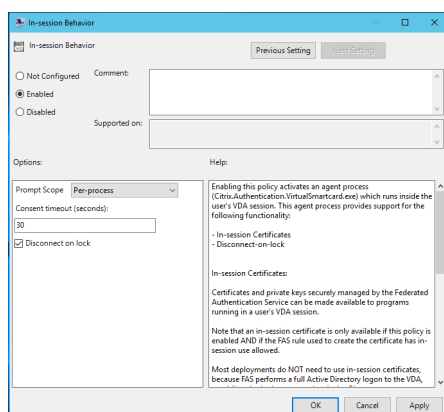 In-session Behavior
In-session Behavior
Previous Setting
Next Setting
Not Configured
Comment:
Enabled
Disabled
Supported on:
Options:
Help:
Prompt Scope Per-process
Consent timeout (seconds):
30
Disconnect on lock
Enabling this policy activates an agent process
(Citrix.Authentication.VirtualSmartcard.exe) which runs inside the
user's VDA session. This agent process provides support for the
following functionality:
- In-session Certificates
- Disconnect-on-lock
In-session Certificates:
Certificates and private keys securely managed by the Federated
Authentication Service can be made available to programs
running in a user's VDA session.
Note that an in-session certificate is only available if this policy is
enabled AND if the FAS rule used to create the certificate has in-
session use allowed.
Most deployments do NOT need to use in-session certificates,
because FAS performs a full Active Directory logon to the VDA,
OK
Cancel
Apply